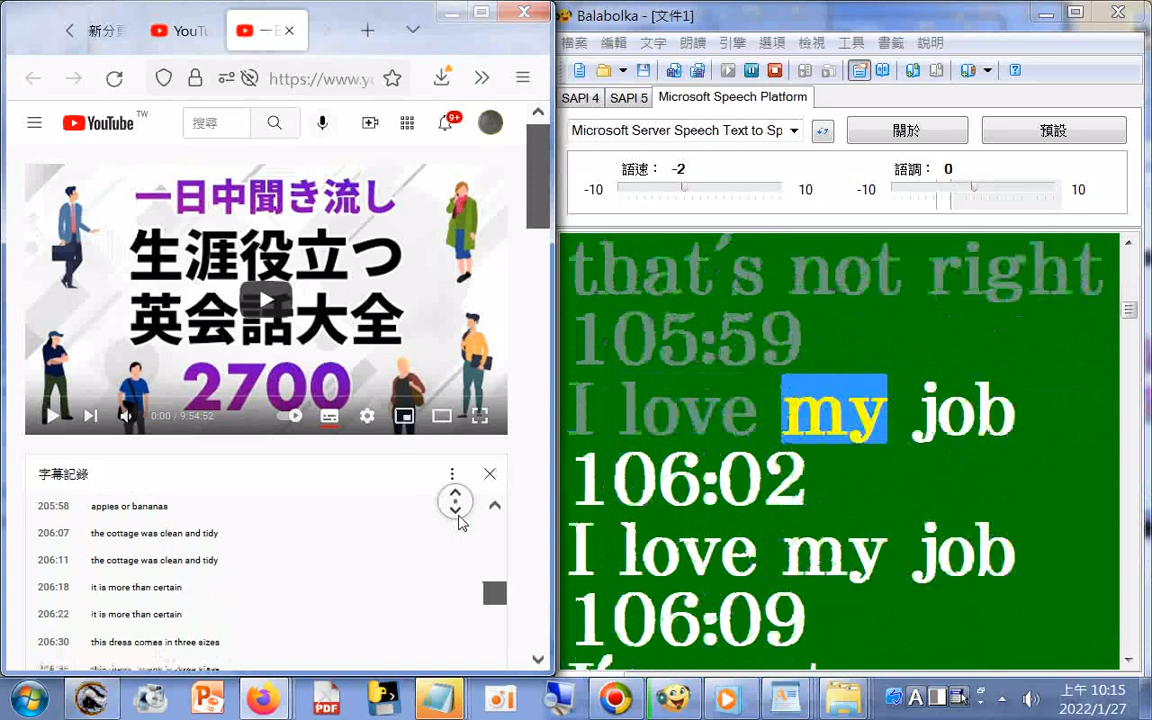 新分頁
YouTu
一日
https://www.y
YouTube TW
搜尋
9+
一日中聞き流し
生涯役立つ
英会話大全
2700
0:00 / 9:54:52
字幕記錄
205:58 apples or bananas
206:07 the cottage was clean and tidy
206:11 the cottage was clean and tidy
206:18 it is more than certain
206:22 it is more than certain
206:30 this dress comes in three sizes
Balabolka - [文件1]
檔案 編輯 文字 朗讀 引擎 選項 檢視 工具 書籤 說明
SAPI 4 SAPI 5 Microsoft Speech Platform
Microsoft Server Speech Text to Sp
關於 預設
語速： -2 語調： 0
-10 10 -10 10
that´s not right
105:59
I love my job
106:02
I love my job
106:09
PDF
A
上午 10:15
2022/1/27